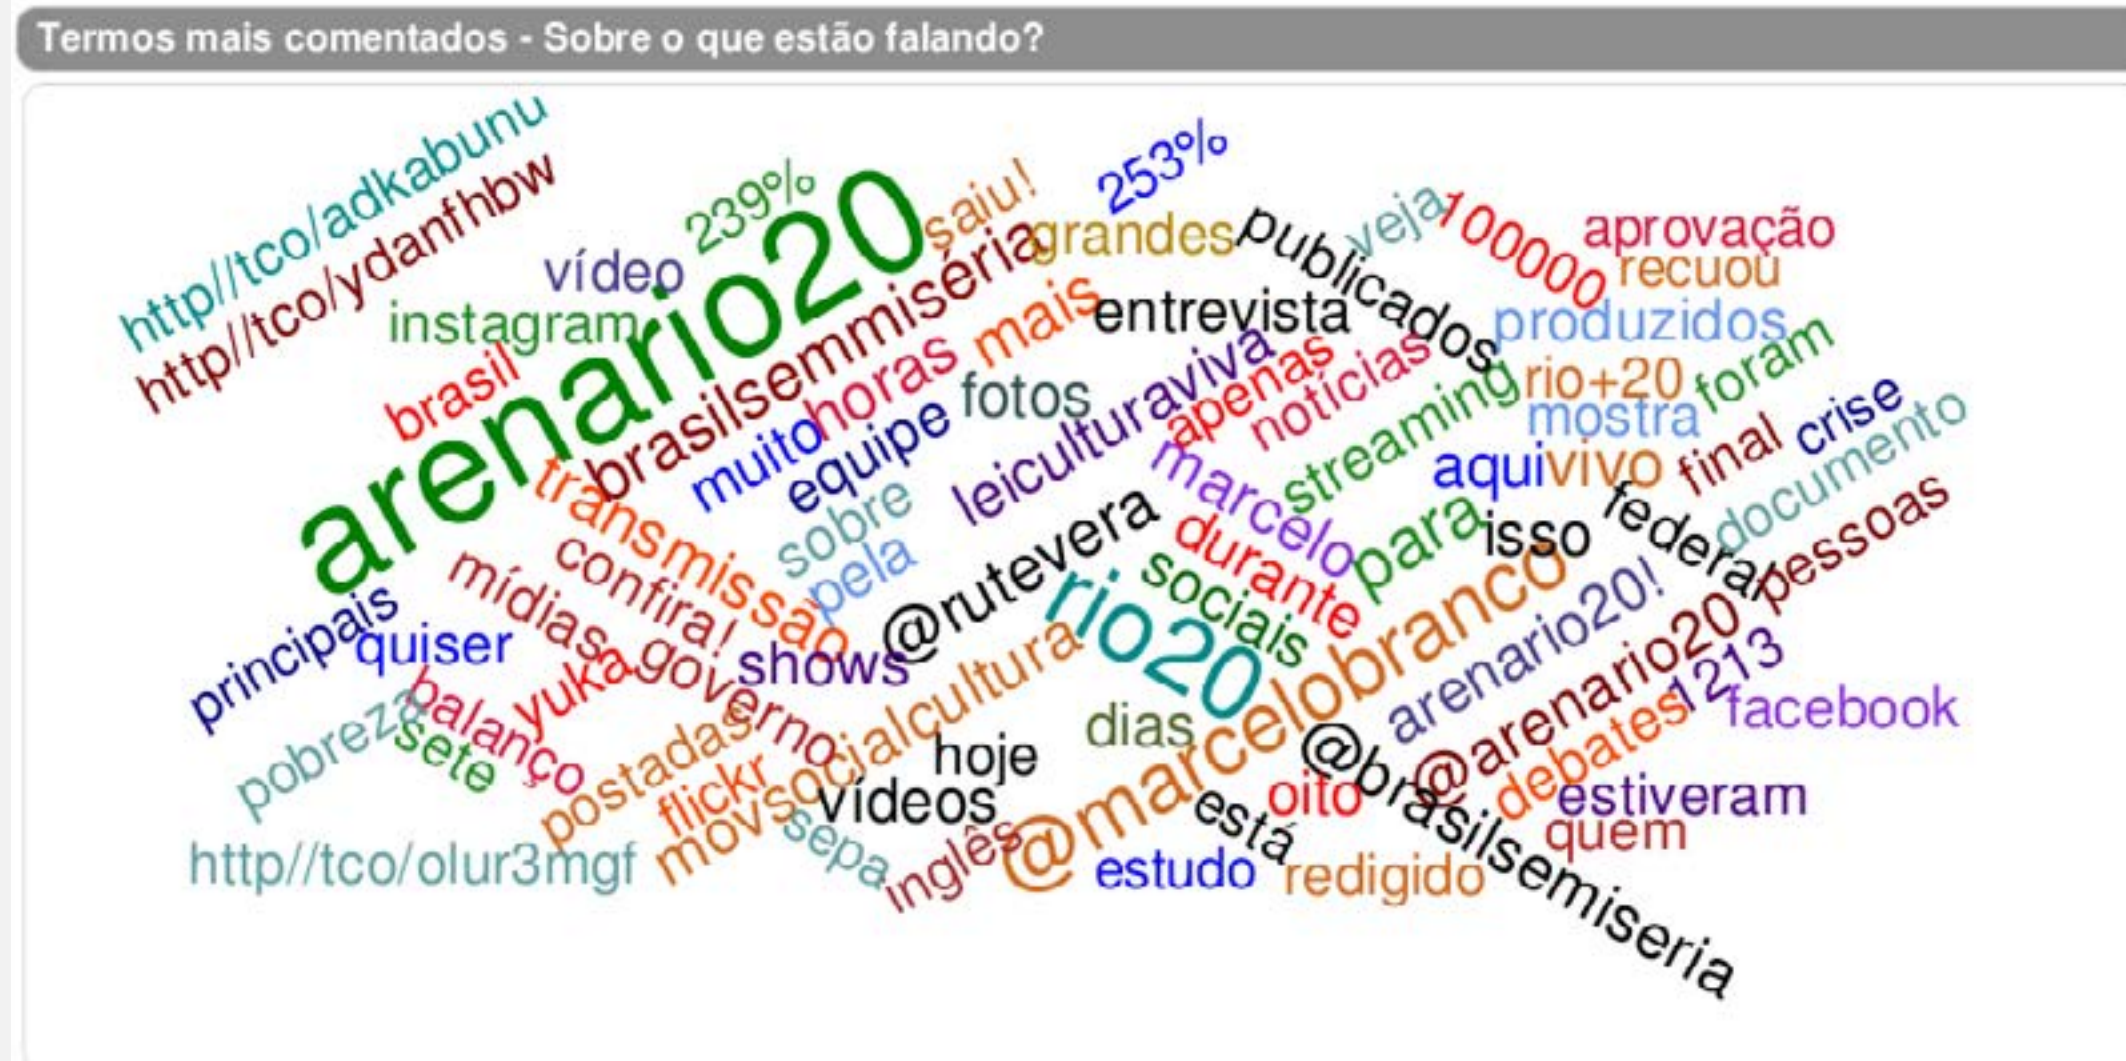 Termos mais comentados - Sobre o que estão falando?
http//tco/adkabunu
http//tco/ydanfhbw
239%
253%
saiu!
vídeo
arenario20
grandes
publicados
veja
100000
aprovação
recuou
instagram
brasilsemmiséria
mais
entrevista
produzidos
brasil
horas
muito
fotos
equipe
leiculturaviva
apenas
notícias
streaming
rio+20
foram
mostra
crise
final
documento
transmissão
sobre
marcelo
aqui
vivo
federal
pessoas
isso
para
durante
confira!
mídias
pela
@rutevera
sociais
rio20
principais
quiser
governo
shows
movsocialcultura
@marcelobranco
arenario20!
@arenario20
1213
pobreza
balanço
yuka
sete
postadas
flickr
hoje
dias
debates
facebook
vídeos
@brasilsemiseria
oito
está
estiveram
quem
http//tco/olur3mgf
sepa
inglês
estudo
redigido